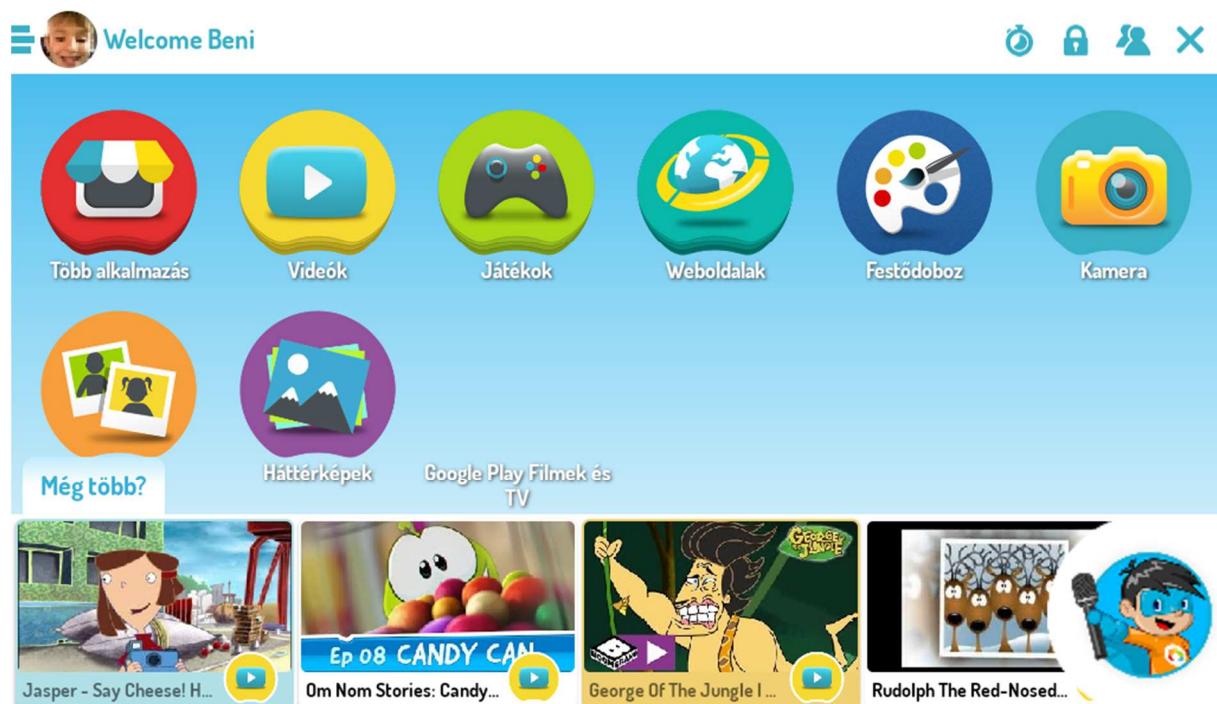 Welcome Beni
Több alkalmazás
Videók
Játékok
Weboldalak
Festődoboz
Kamera
Háttérképek
Google Play Filmek és
TV
Még több?
GEORGE
OF THE
JUNGLE
Ep 08 CANDY CAN
BOOMERANG
Jasper - Say Cheese! H...
Om Nom Stories: Candy...
George Of The Jungle I ...
Rudolph The Red-Nosed...